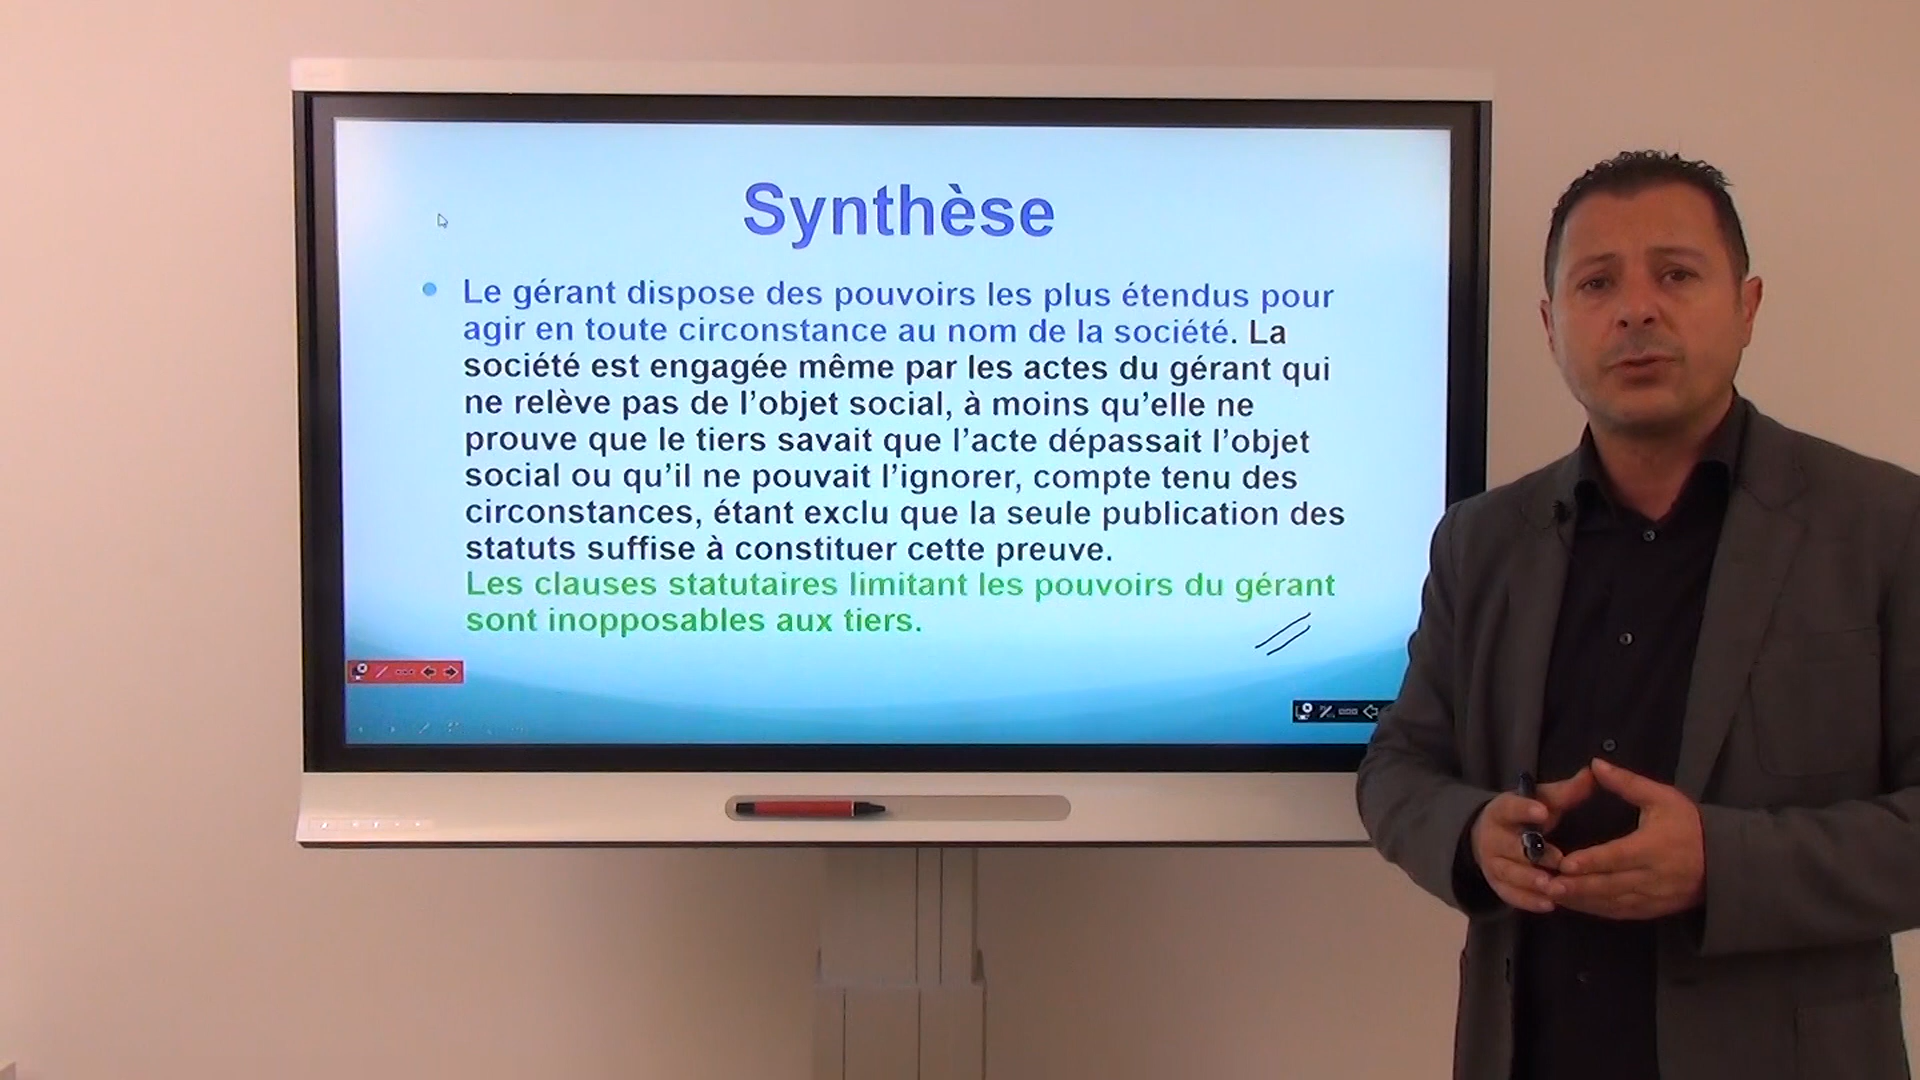 Synthèse
Le gérant dispose des pouvoirs les plus étendus pour
agir en toute circonstance au nom de la société. La
société est engagée même par les actes du gérant qui
ne relève pas de l’objet social, à moins qu’elle ne
prouve que le tiers savait que l’acte dépassait l’objet
social ou qu’il ne pouvait l’ignorer, compte tenu des
circonstances, étant exclu que la seule publication des
statuts suffise à constituer cette preuve.
Les clauses statutaires limitant les pouvoirs du gérant
sont inopposables aux tiers.